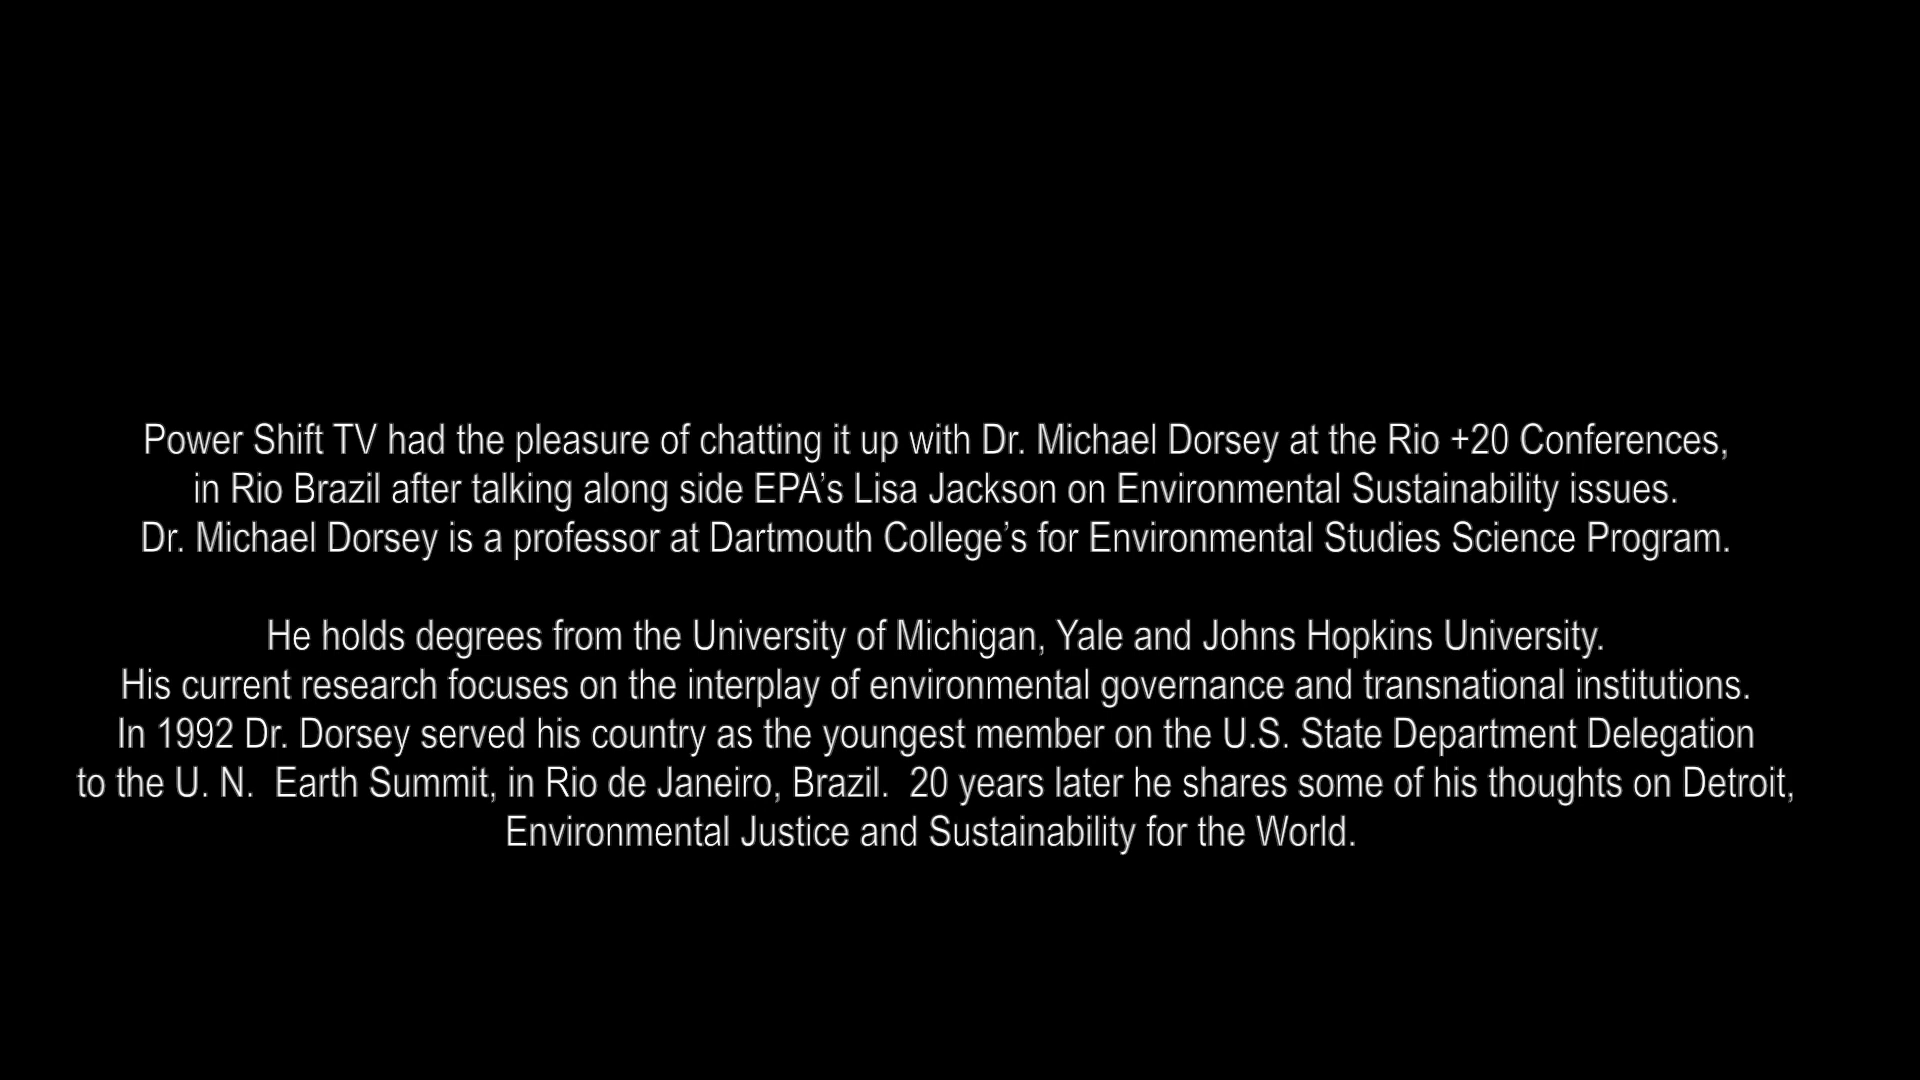 Power Shift TV had the pleasure of chatting it up with Dr. Michael Dorsey at the Rio +20 Conferences,
in Rio Brazil after talking along side EPA’s Lisa Jackson on Environmental Sustainability issues.
Dr. Michael Dorsey is a professor at Dartmouth College’s for Environmental Studies Science Program.
He holds degrees from the University of Michigan, Yale and Johns Hopkins University.
His current research focuses on the interplay of environmental governance and transnational institutions.
In 1992 Dr. Dorsey served his country as the youngest member on the U.S. State Department Delegation
to the U. N.  Earth Summit, in Rio de Janeiro, Brazil.  20 years later he shares some of his thoughts on Detroit,
Environmental Justice and Sustainability for the World.